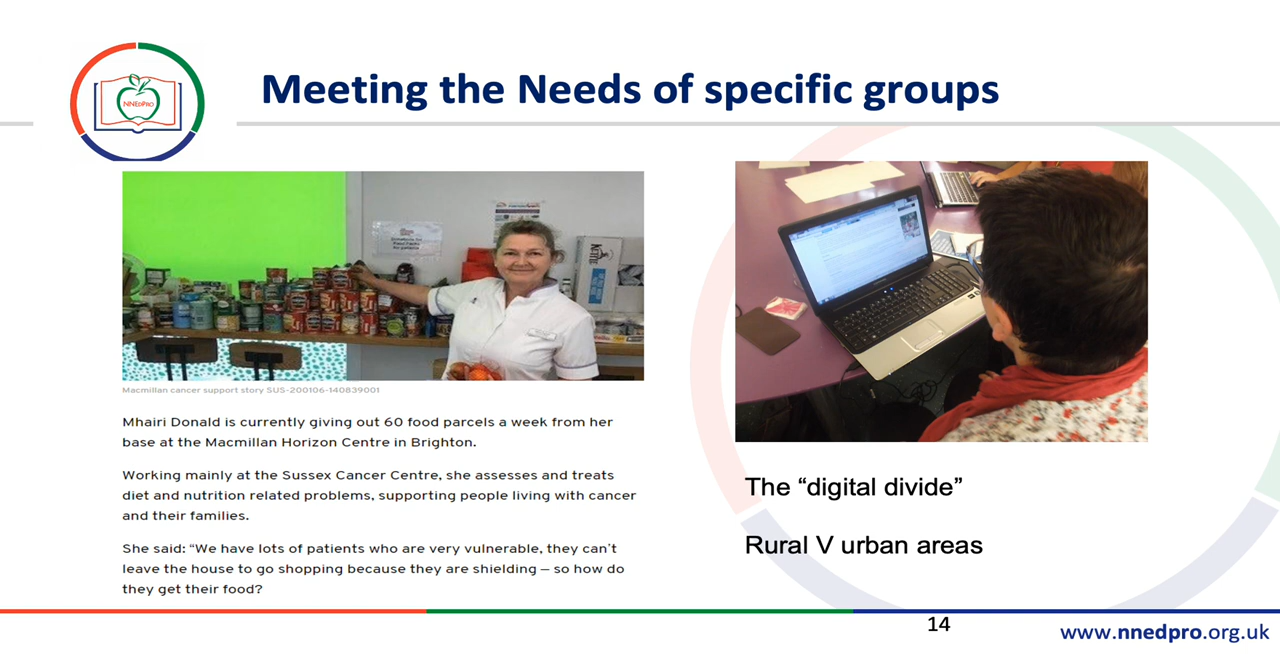 Meeting the Needs of specific groups
NNEdPro
KETTLE
Macmillan cancer support story SUS-200106-140839001
Mhairi Donald is currently giving out 60 food parcels a week from her
base at the Macmillan Horizon Centre in Brighton.
Working mainly at the Sussex Cancer Centre, she assesses and treats
diet and nutrition related problems, supporting people living with cancer
and their families.
She said: “We have lots of patients who are very vulnerable, they can’t
leave the house to go shopping because they are shielding – so how do
they get their food?
The “digital divide”
Rural V urban areas
14
www.nnedpro.org.uk